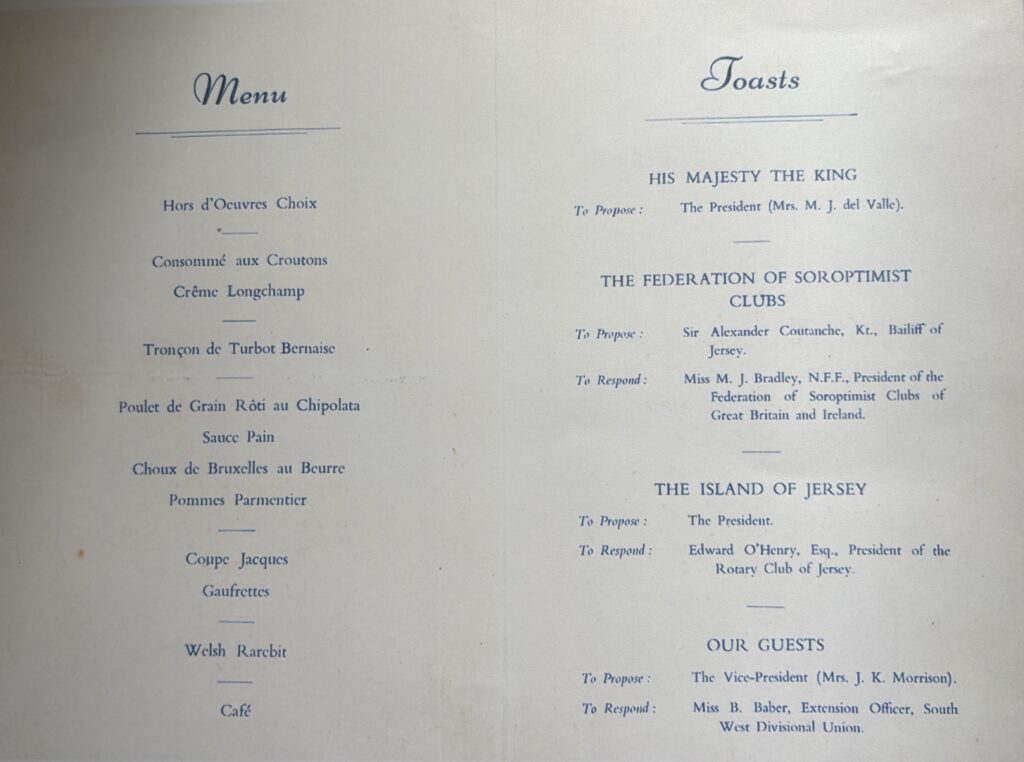 Menu
Hors d'Oeuvres Choix
Consommé aux Croutons
Crême Longchamp
Tronçon de Turbot Bernaise
Poulet de Grain Rôti au Chipolata
Sauce Pain
Choux de Bruxelles au Beurre
Pommes Parmentier
Coupe Jacques
Gaufrettes
Welsh Rarebit
Café
Toasts
HIS MAJESTY THE KING
To Propose : The President (Mrs. M. J. del Valle).
THE FEDERATION OF SOROPTIMIST
CLUBS
To Propose : Sir Alexander Coutanche, Kt., Bailiff of
Jersey.
To Respond : Miss M. J. Bradley, N.F.F., President of the
Federation of Soroptimist Clubs of
Great Britain and Ireland.
THE ISLAND OF JERSEY
To Propose : The President.
To Respond : Edward O'Henry, Esq., President of the
Rotary Club of Jersey.
OUR GUESTS
To Propose : The Vice-President (Mrs. J. K. Morrison).
To Respond : Miss B. Baber, Extension Officer, South
West Divisional Union.